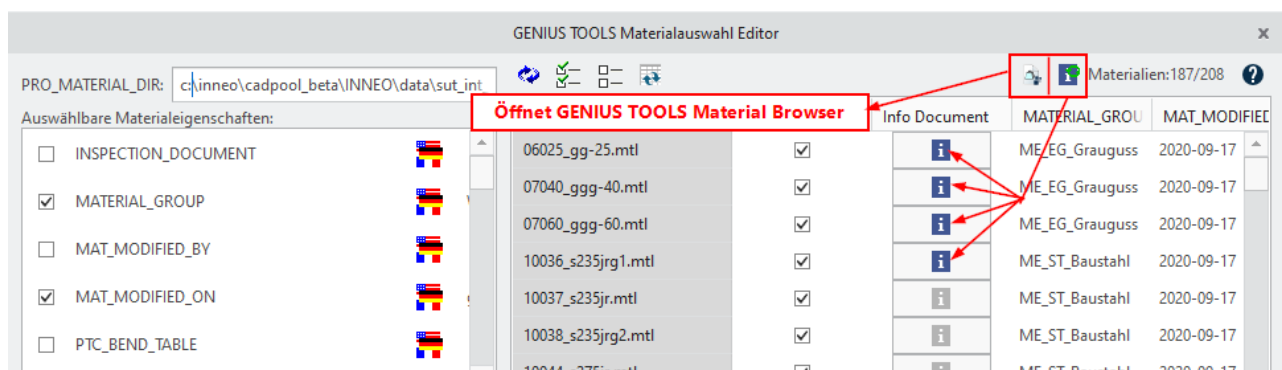 GENIUS TOOLS Materialauswahl Editor
PRO_MATERIAL_DIR: c:\inneo\cadpool_beta\INNEO\data\sut_int
Materialien:187/208
Öffnet GENIUS TOOLS Material Browser
Auswählbare Materialeigenschaften:
Info Document MATERIAL_GROU MAT_MODIFIED
INSPECTION_DOCUMENT
MATERIAL_GROUP
MAT_MODIFIED_BY
MAT_MODIFIED_ON
PTC_BEND_TABLE
06025_gg-25.mtl ME_EG_Grauguss 2020-09-17
07040_ggg-40.mtl ME_EG_Grauguss 2020-09-17
07060_ggg-60.mtl ME_EG_Grauguss 2020-09-17
10036_s235jrg1.mtl ME_ST_Baustahl 2020-09-17
10037_s235jr.mtl ME_ST_Baustahl 2020-09-17
10038_s235jrg2.mtl ME_ST_Baustahl 2020-09-17